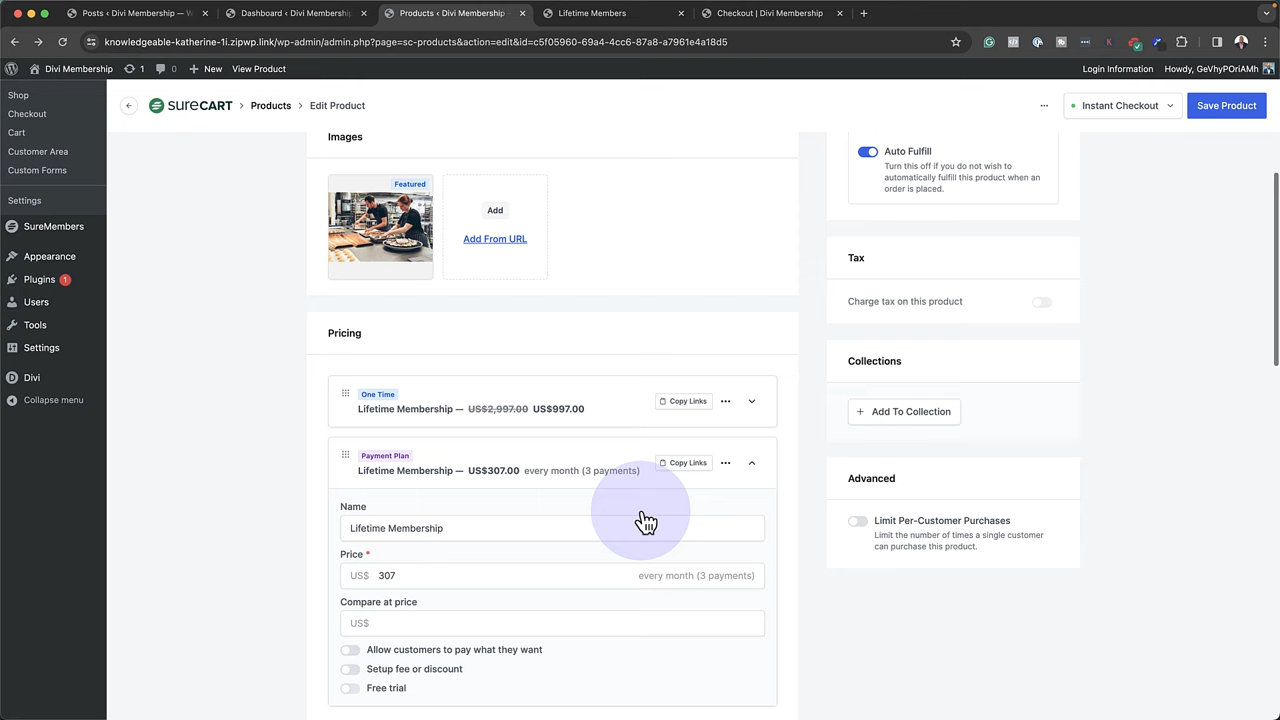 Posts ‹ Divi Membership — W
Dashboard ‹ Divi Membership
Products ‹ Divi Membership -
Lifetime Members
Checkout | Divi Membership
knowledgeable-katherine-1i.zipwp.link/wp-admin/admin.php?page=sc-products&action=edit&id=c5f05960-69a4-4cc6-87a8-a7961e4a18d5
Divi Membership
1
0
New
View Product
Login Information
Howdy, GeVhyPOriAMh
Shop
Checkout
Cart
Customer Area
Custom Forms
Settings
SureMembers
Appearance
Plugins 1
Users
Tools
Settings
Divi
Collapse menu
SURECART
Products
Edit Product
Instant Checkout
Save Product
Images
Featured
Add
Add From URL
Pricing
One Time
Lifetime Membership — US$2,997.00 US$997.00
Copy Links
Payment Plan
Lifetime Membership — US$307.00 every month (3 payments)
Copy Links
Name
Lifetime Membership
Price *
US$ 307 every month (3 payments)
Compare at price
US$
Allow customers to pay what they want
Setup fee or discount
Free trial
Auto Fulfill
Turn this off if you do not wish to
automatically fulfill this product when an
order is placed.
Tax
Charge tax on this product
Collections
+ Add To Collection
Advanced
Limit Per-Customer Purchases
Limit the number of times a single customer
can purchase this product.